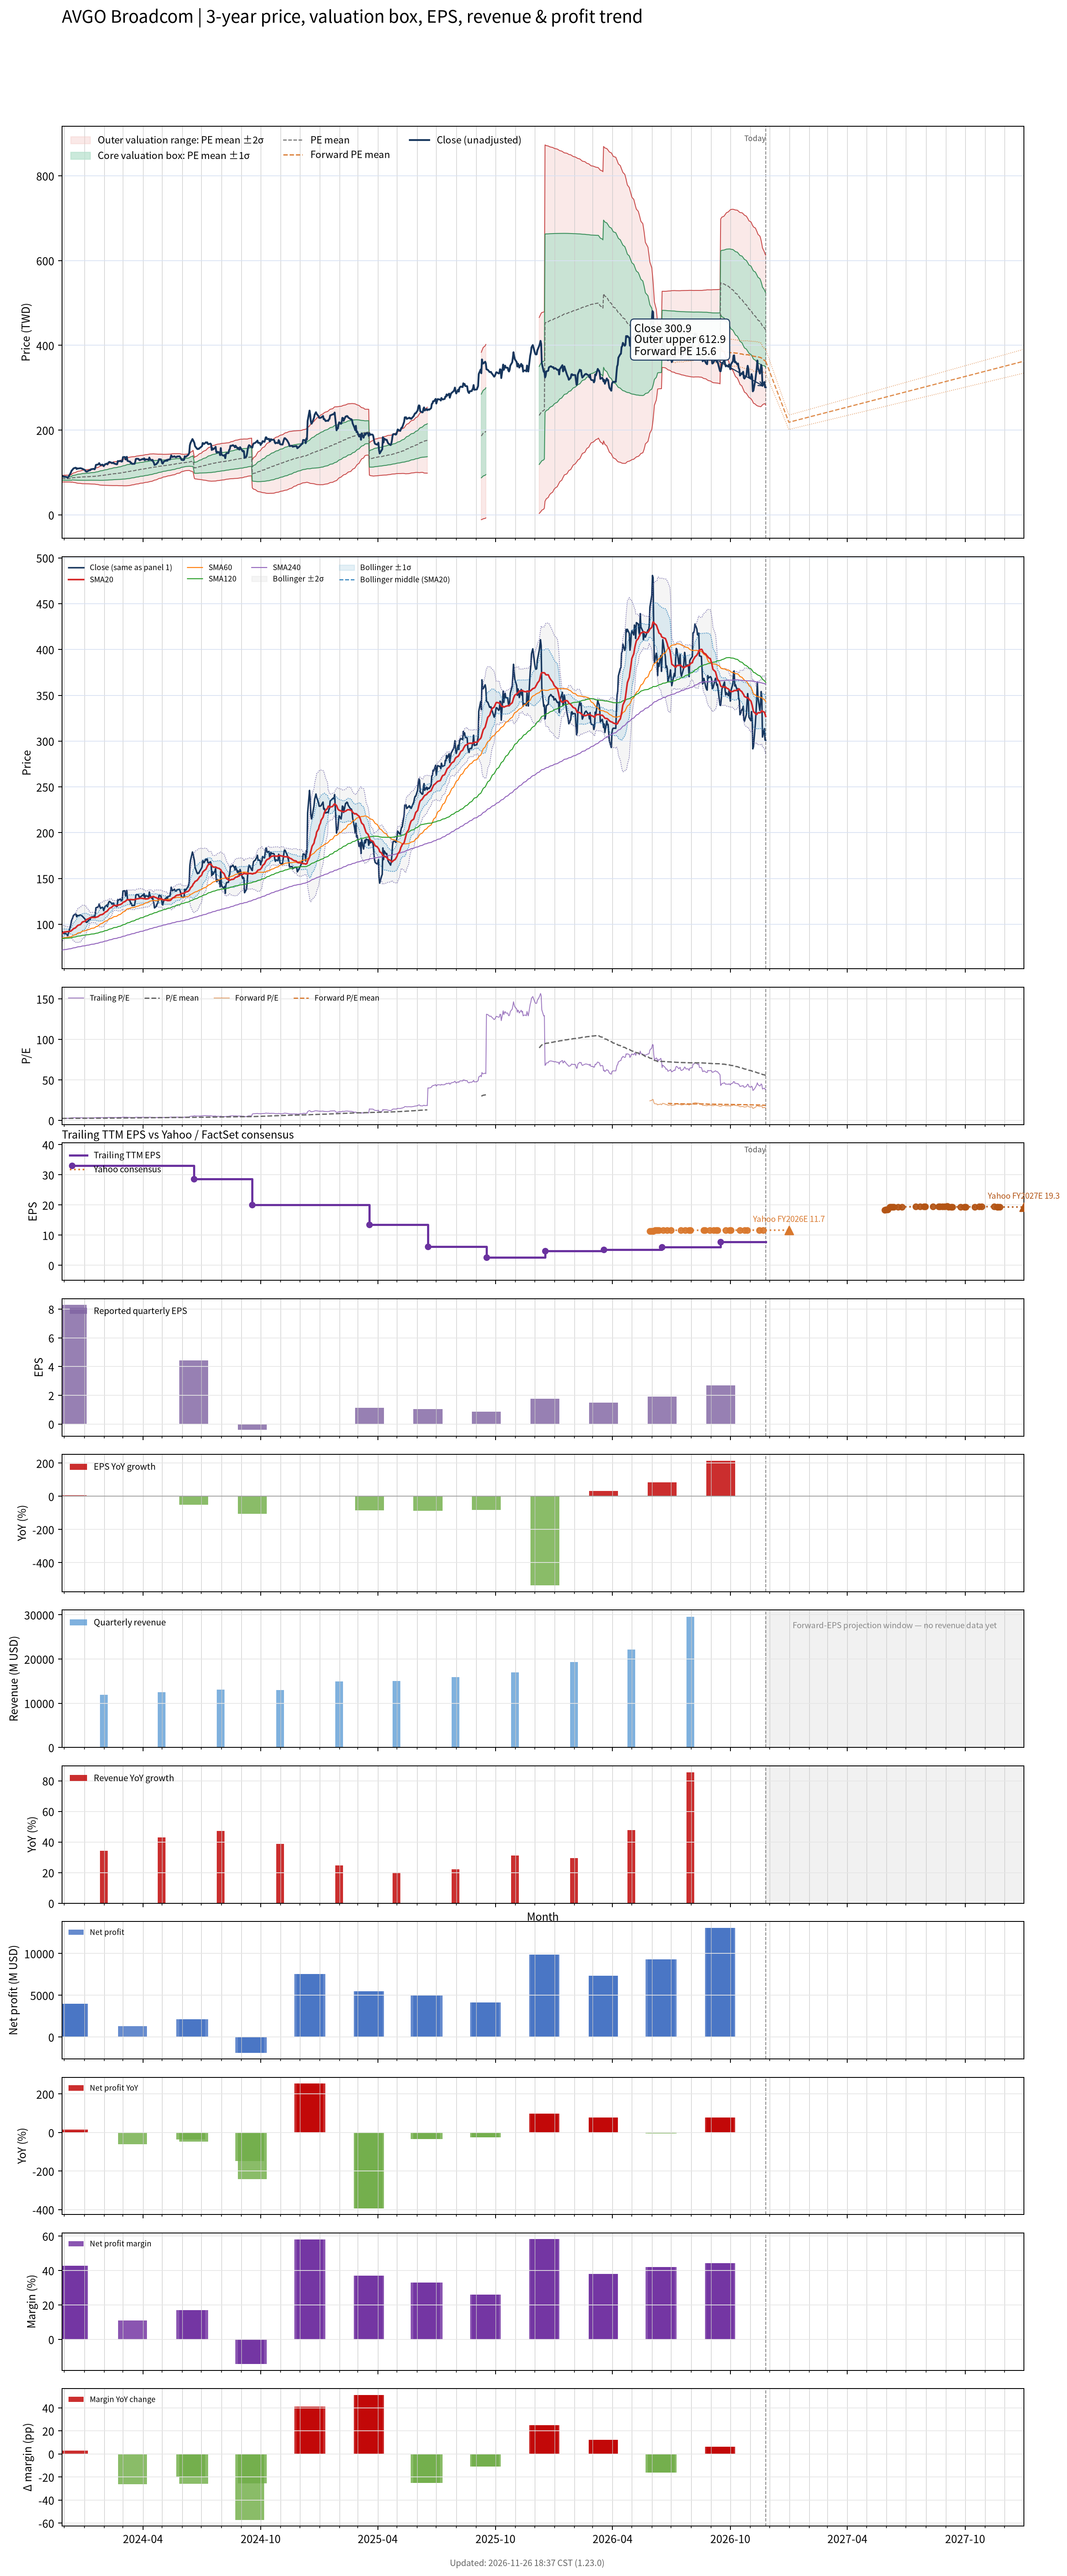 AVGO Broadcom | 3-year price, valuation box, EPS, revenue & profit trend
Outer valuation range: PE mean ±2σ
Core valuation box: PE mean ±1σ
PE mean
Forward PE mean
Close (unadjusted)
Today
Price (TWD)
800
600
400
200
0
Close 300.9
Outer upper 612.9
Forward PE 15.6
Close (same as panel 1)
SMA20
SMA60
SMA120
SMA240
Bollinger ±2σ
Bollinger ±1σ
Bollinger middle (SMA20)
Price
500
450
400
350
300
250
200
150
100
Trailing P/E
P/E mean
Forward P/E
Forward P/E mean
P/E
150
100
50
0
Trailing TTM EPS vs Yahoo / FactSet consensus
Trailing TTM EPS
Yahoo consensus
Today
Yahoo FY2026E 11.7
Yahoo FY2027E 19.3
EPS
40
30
20
10
0
Reported quarterly EPS
EPS
8
6
4
2
0
EPS YoY growth
YoY (%)
200
0
-200
-400
Quarterly revenue
Forward-EPS projection window — no revenue data yet
Revenue (M USD)
30000
20000
10000
0
Revenue YoY growth
YoY (%)
80
60
40
20
0
Month
Net profit
Net profit (M USD)
10000
5000
0
Net profit YoY
YoY (%)
200
0
-200
-400
Net profit margin
Margin (%)
60
40
20
0
Margin YoY change
Δ margin (pp)
40
20
0
-20
-40
-60
2024-04
2024-10
2025-04
2025-10
2026-04
2026-10
2027-04
2027-10
Updated: 2026-11-26 18:37 CST (1.23.0)